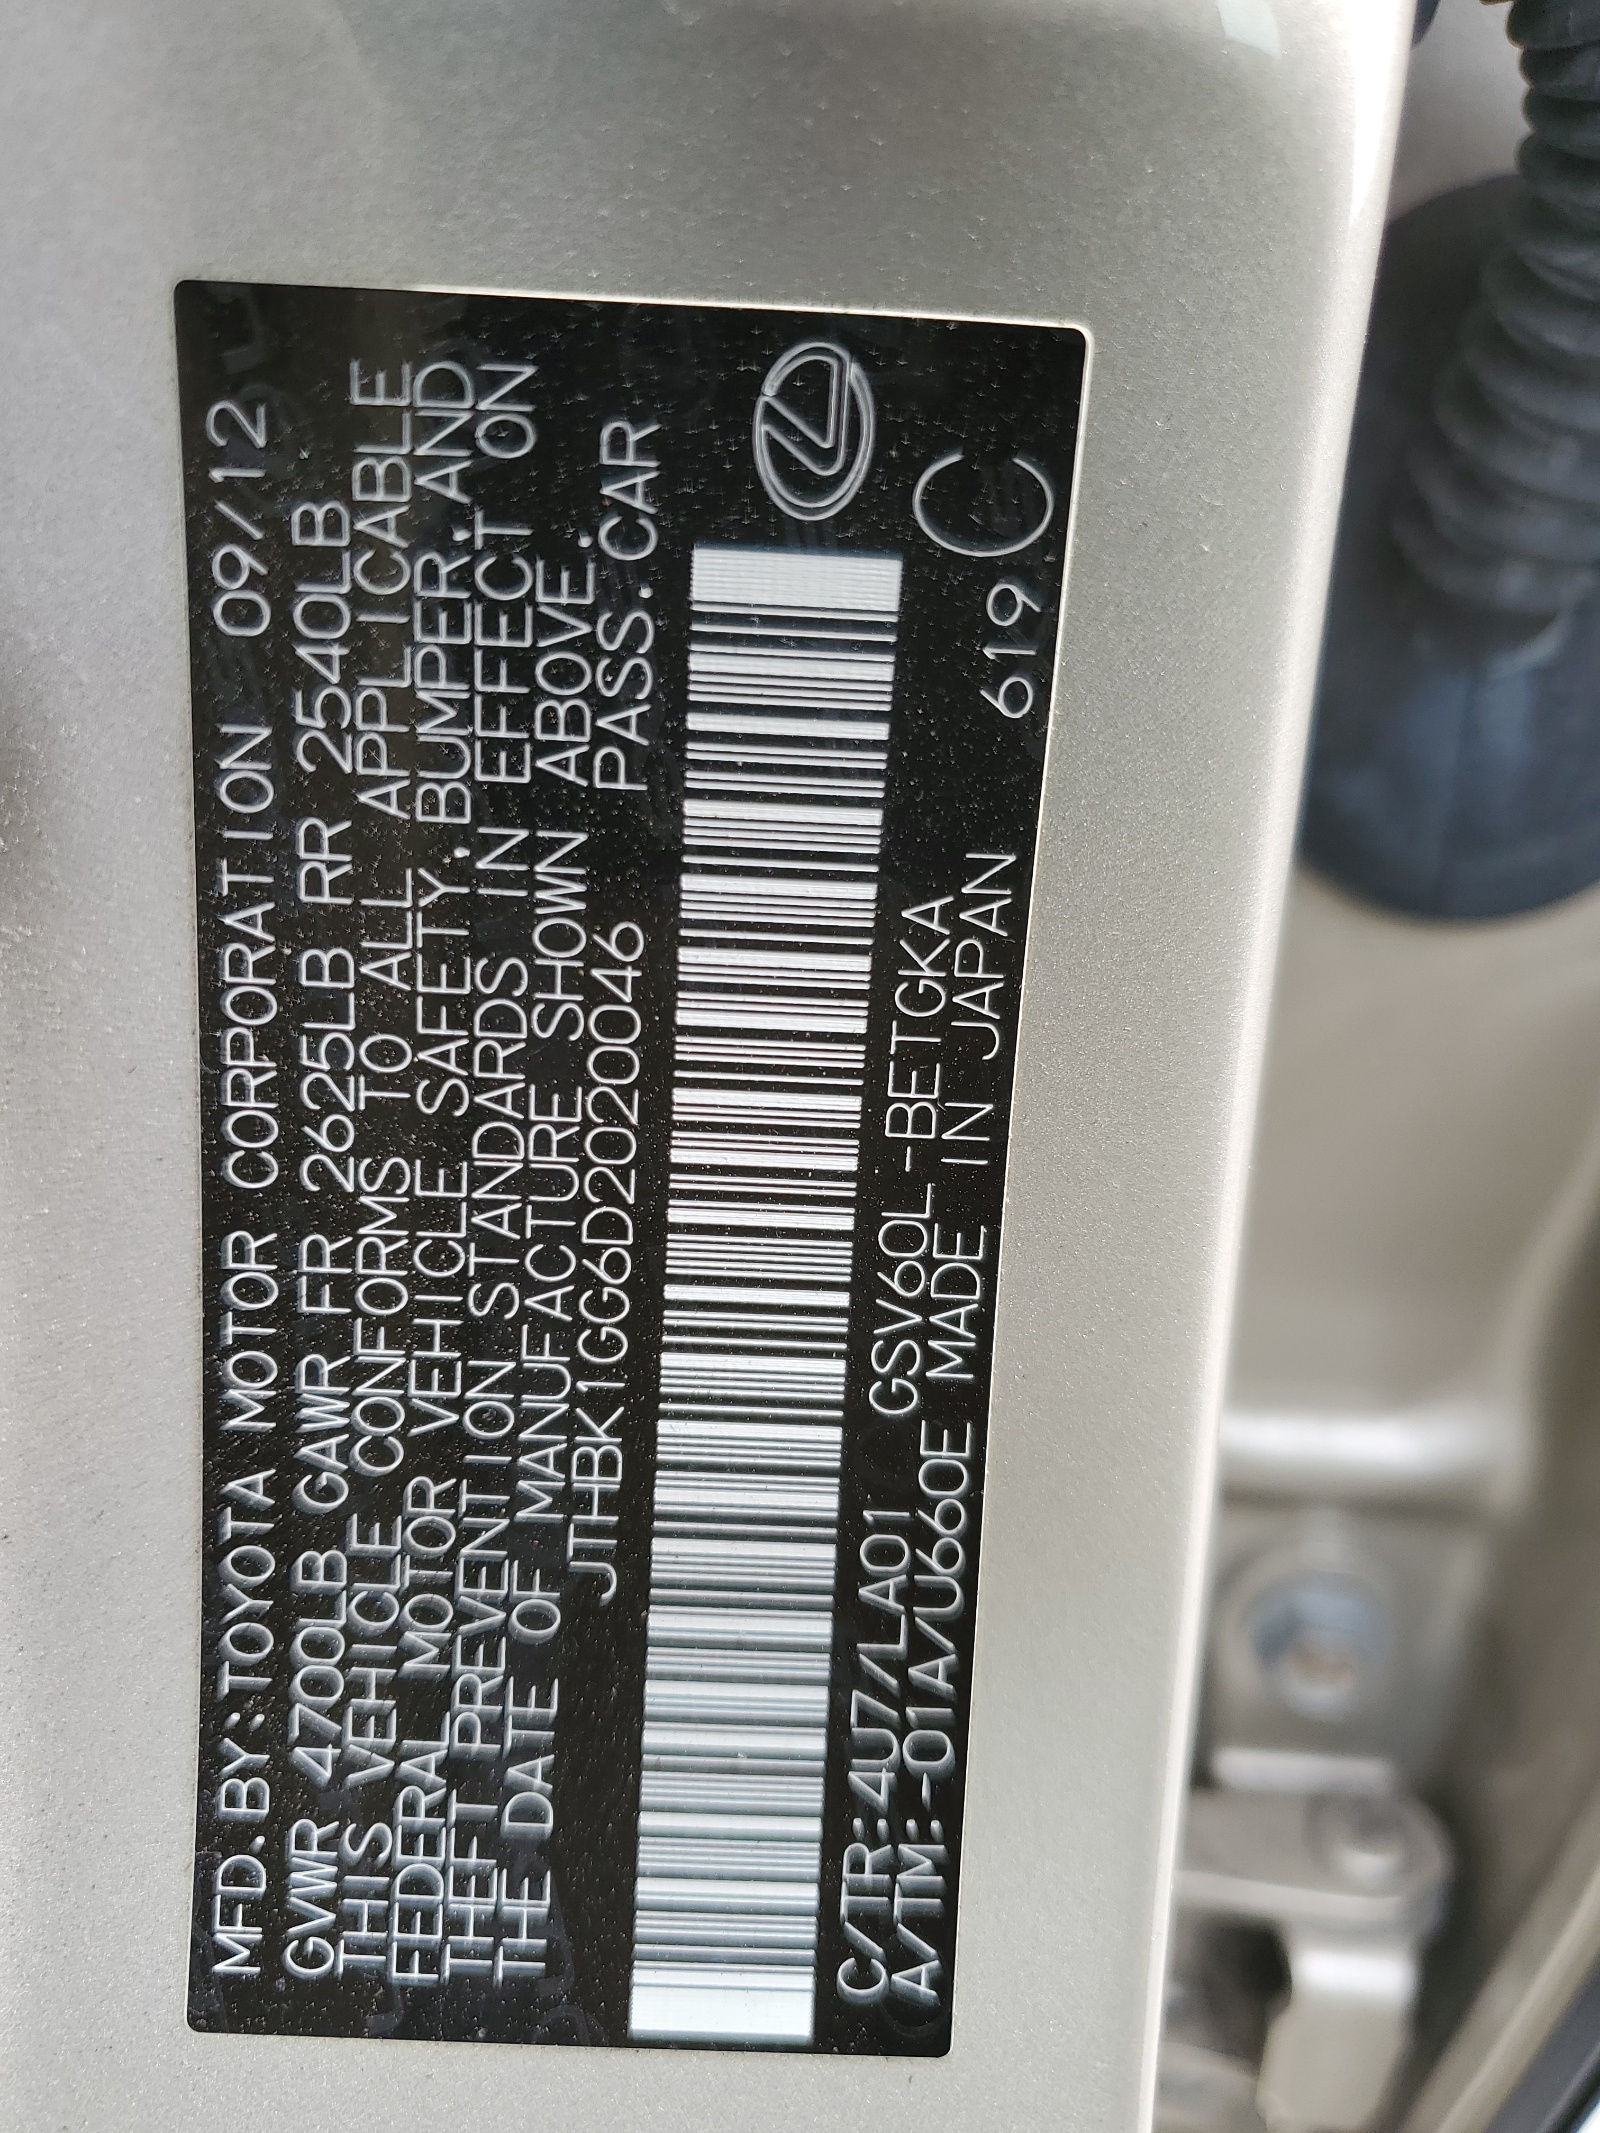 MFD.BY:TOYOTA MOTOR CORPORATION 09/12
GVWR 4700LB GAWR FR 2625LB RR 2540LB
THIS VEHICLE CONFORMS TO ALL APPLICABLE
FEDERAL MOTOR VEHICLE SAFETY,BUMPER,AND
THEFT PREVENTION STANDARDS IN EFFECT ON
THE DATE OF MANUFACTURE SHOWN ABOVE.
JTHBK1GG6D2020046 PASS.CAR
C/TR:4U7/LA01 GSV60L-BETGKA
A/TM:-01A/U660E MADE IN JAPAN 619 C